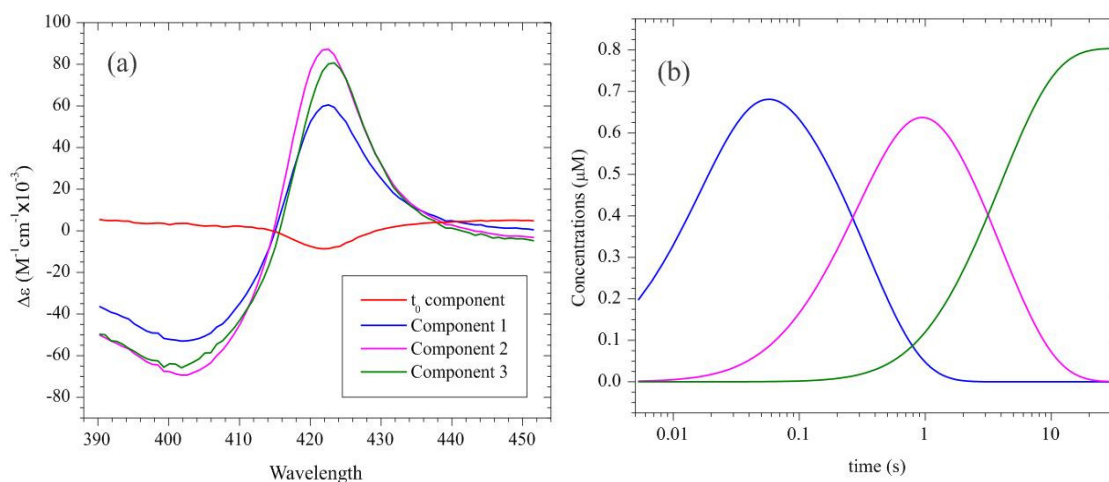 (a)
Δε (M⁻¹cm⁻¹x10⁻³)
100
80
60
40
20
0
-20
-40
-60
-80
t₀ component
Component 1
Component 2
Component 3
390 400 410 420 430 440 450
Wavelength
(b)
Concentrations (μM)
0.8
0.7
0.6
0.5
0.4
0.3
0.2
0.1
0.0
0.01 0.1 1 10
time (s)